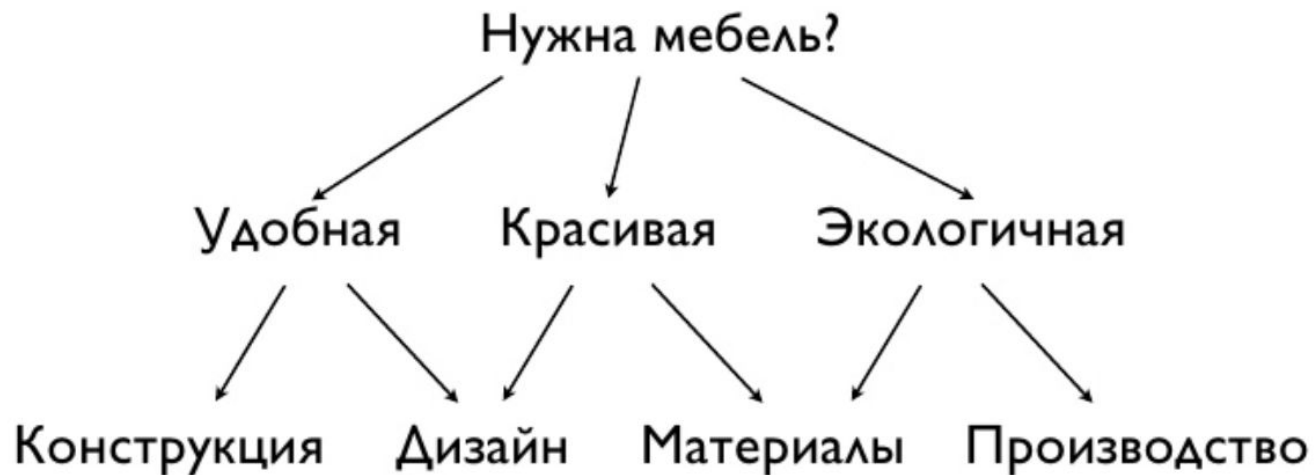 Нужна мебель?
Удобная Красивая Экологичная
Конструкция Дизайн Материалы Производство